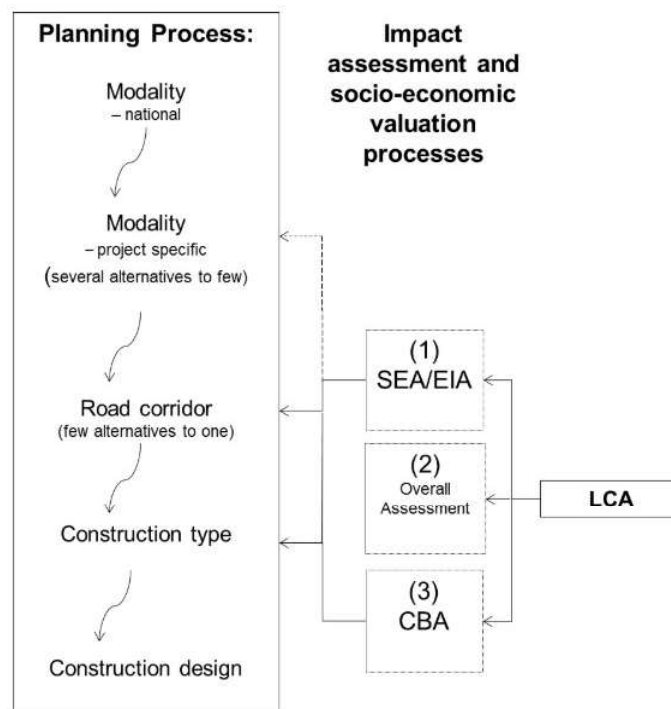 Planning Process:
Modality
– national
Modality
– project specific
(several alternatives to few)
Road corridor
(few alternatives to one)
Construction type
Construction design
Impact
assessment and
socio-economic
valuation
processes
(1)
SEA/EIA
(2)
Overall
Assessment
(3)
CBA
LCA